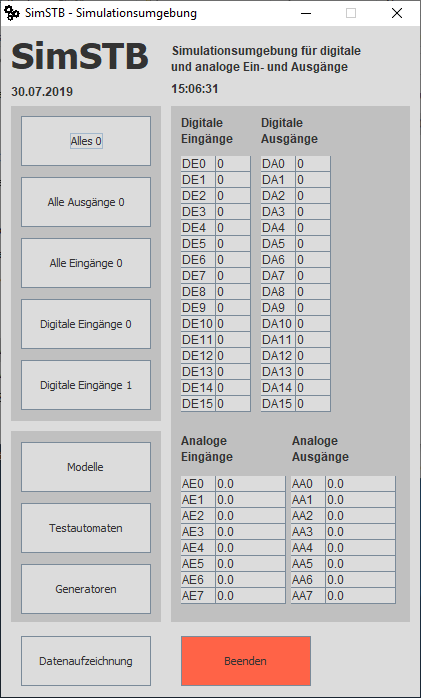 SimSTB - Simulationsumgebung
SimSTB
Simulationsumgebung für digitale
und analoge Ein- und Ausgänge
30.07.2019
15:06:31
Alles 0
Alle Ausgänge 0
Alle Eingänge 0
Digitale Eingänge 0
Digitale Eingänge 1
Modelle
Testautomaten
Generatoren
Datenaufzeichnung
Digitale
Eingänge
DE0 0
DE1 0
DE2 0
DE3 0
DE4 0
DE5 0
DE6 0
DE7 0
DE8 0
DE9 0
DE10 0
DE11 0
DE12 0
DE13 0
DE14 0
DE15 0
Digitale
Ausgänge
DA0 0
DA1 0
DA2 0
DA3 0
DA4 0
DA5 0
DA6 0
DA7 0
DA8 0
DA9 0
DA10 0
DA11 0
DA12 0
DA13 0
DA14 0
DA15 0
Analoge
Eingänge
AE0 0.0
AE1 0.0
AE2 0.0
AE3 0.0
AE4 0.0
AE5 0.0
AE6 0.0
AE7 0.0
Analoge
Ausgänge
AA0 0.0
AA1 0.0
AA2 0.0
AA3 0.0
AA4 0.0
AA5 0.0
AA6 0.0
AA7 0.0
Beenden